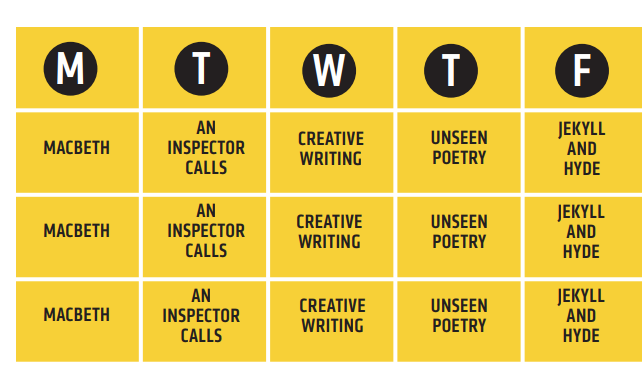 M T W T F
MACBETH
AN
INSPECTOR
CALLS
CREATIVE
WRITING
UNSEEN
POETRY
JEKYLL
AND
HYDE
MACBETH
AN
INSPECTOR
CALLS
CREATIVE
WRITING
UNSEEN
POETRY
JEKYLL
AND
HYDE
MACBETH
AN
INSPECTOR
CALLS
CREATIVE
WRITING
UNSEEN
POETRY
JEKYLL
AND
HYDE